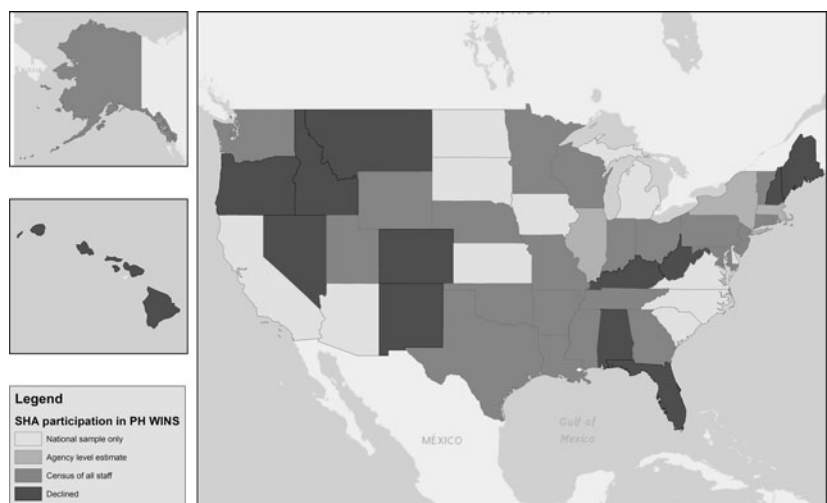 Legend
SHA participation in PH WINS
National sample only
Agency level estimate
Census of all staff
Declined
MÉXICO
Gulf of
Mexico